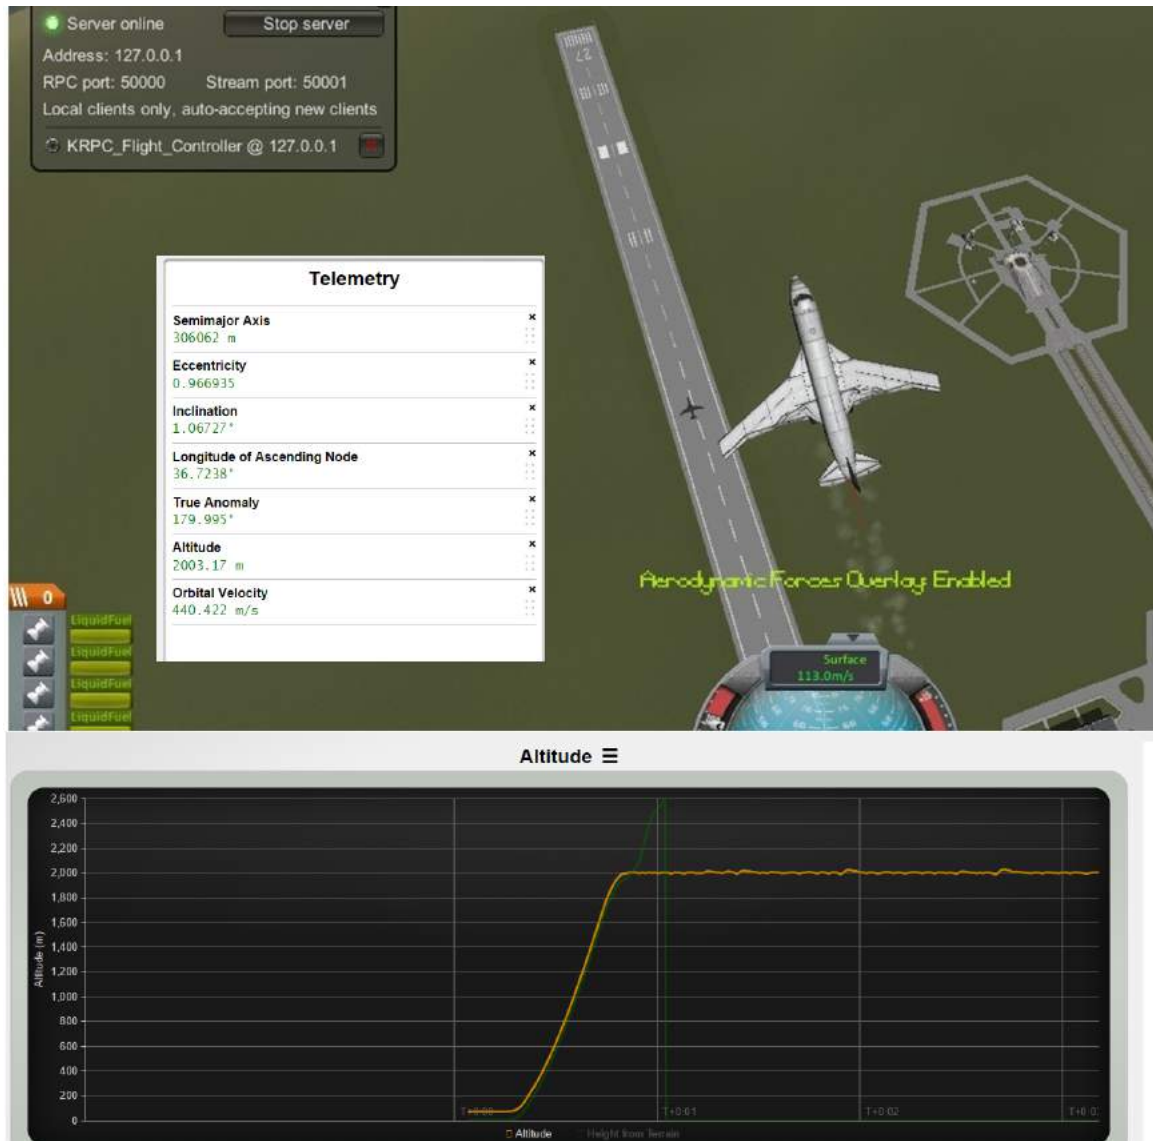 Server online
Stop server
Address: 127.0.0.1
RPC port: 50000 Stream port: 50001
Local clients only, auto-accepting new clients
KRPC_Flight_Controller @ 127.0.0.1
27
Telemetry
Semimajor Axis
306062 m
Eccentricity
0.966935
Inclination
1.06727°
Longitude of Ascending Node
36.7238°
True Anomaly
179.995°
Altitude
2003.17 m
Orbital Velocity
440.422 m/s
Aerodynamic Forces Overlay: Enabled
0
LiquidFuel
LiquidFuel
LiquidFuel
LiquidFuel
Surface
113.0m/s
Altitude ☰
2,600
2,400
2,200
2,000
1,800
1,600
1,400
1,200
1,000
800
600
400
200
0
Altitude (m)
T+0:00 T+0:01 T+0:02
Altitude Height from Terrain